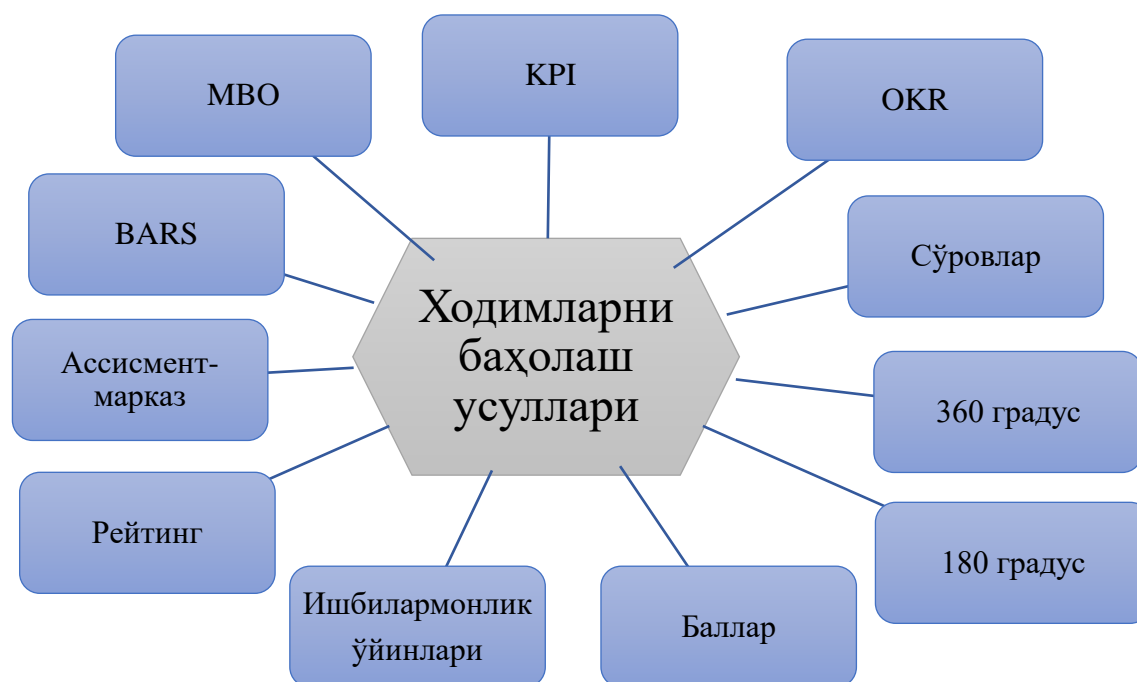 MBO
KPI
OKR
BARS
Сўровлар
Ходимларни
баҳолаш
усуллари
Ассисмент-
марказ
360 градус
Рейтинг
180 градус
Ишбилармонлик
ўйинлари
Баллар